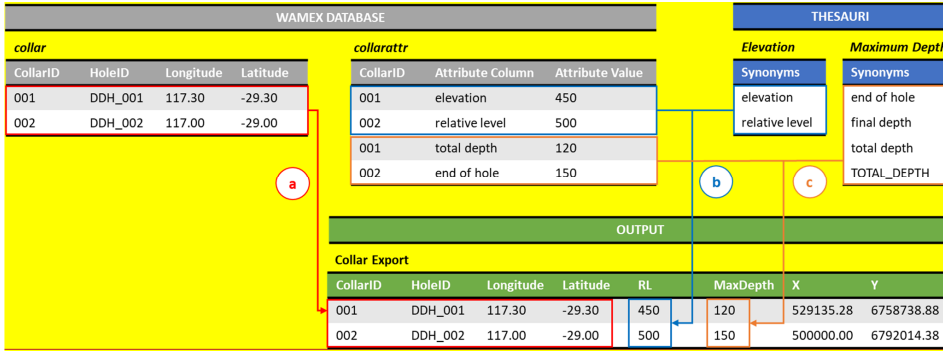 WAMEX DATABASE
THESAURI
collar
collarattr
Elevation
Maximum Depth
CollarID HoleID Longitude Latitude
CollarID Attribute Column Attribute Value
Synonyms
Synonyms
001 DDH_001 117.30 -29.30
001 elevation 450
elevation
end of hole
002 DDH_002 117.00 -29.00
002 relative level 500
relative level
final depth
001 total depth 120
total depth
002 end of hole 150
TOTAL_DEPTH
a
b
c
OUTPUT
Collar Export
CollarID HoleID Longitude Latitude RL MaxDepth X Y
001 DDH_001 117.30 -29.30 450 120 529135.28 6758738.88
002 DDH_002 117.00 -29.00 500 150 500000.00 6792014.38